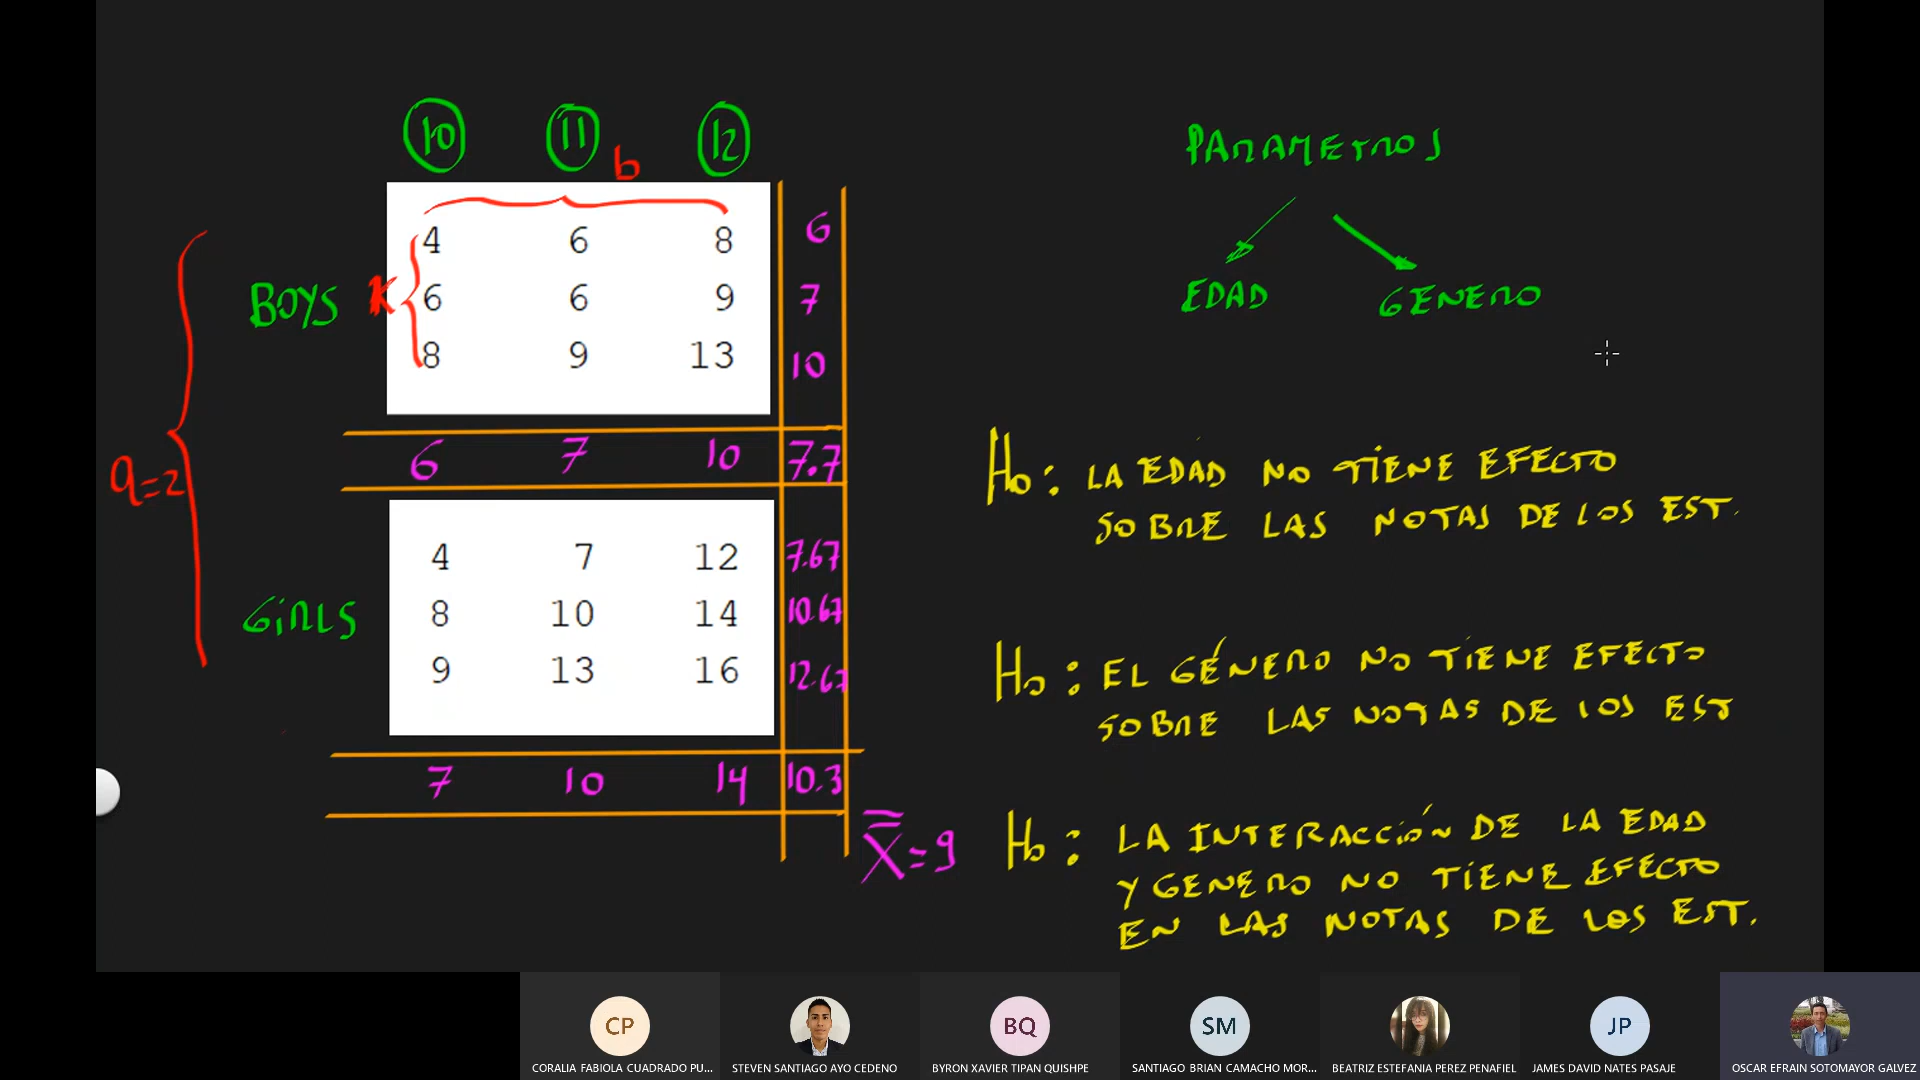 10 11 12
b
PARAMETROS
EDAD GENERO
BOYS K
4 6 8 6
6 6 9 7
8 9 13 10
6 7 10 7.7
a=2
GIRLS
4 7 12 7.67
8 10 14 10.67
9 13 16 12.67
7 10 14 10.3
X=9
Ho: LA EDAD NO TIENE EFECTO
SOBRE LAS NOTAS DE LOS EST.
Ho: EL GÉNERO NO TIENE EFECTO
SOBRE LAS NOTAS DE LOS EST
Ho: LA INTERACCIÓN DE LA EDAD
Y GENERO NO TIENE EFECTO
EN LAS NOTAS DE LOS EST.
CP BQ SM JP
CORALIA FABIOLA CUADRADO PU...
STEVEN SANTIAGO AYO CEDENO
BYRON XAVIER TIPAN QUISHPE
SANTIAGO BRIAN CAMACHO MOR...
BEATRIZ ESTEFANIA PEREZ PENAFIEL
JAMES DAVID NATES PASAJE
OSCAR EFRAIN SOTOMAYOR GALVEZ